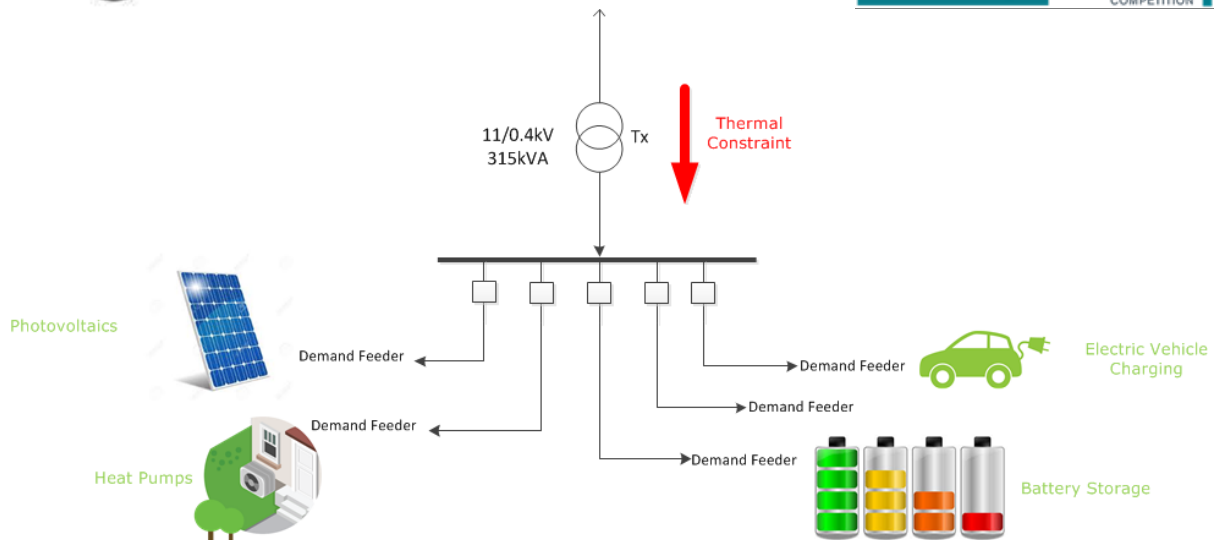 COMPETITION
11/0.4kV
315kVA
Tx
Thermal
Constraint
Photovoltaics
Demand Feeder
Demand Feeder
Electric Vehicle
Charging
Demand Feeder
Demand Feeder
Demand Feeder
Heat Pumps
Battery Storage